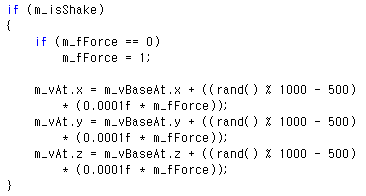 if (m_isShake)
{
if (m_fForce == 0)
m_fForce = 1;
m_vAt.x = m_vBaseAt.x + ((rand() % 1000 - 500)
* (0.0001f * m_fForce));
m_vAt.y = m_vBaseAt.y + ((rand() % 1000 - 500)
* (0.0001f * m_fForce));
m_vAt.z = m_vBaseAt.z + ((rand() % 1000 - 500)
* (0.0001f * m_fForce));
}